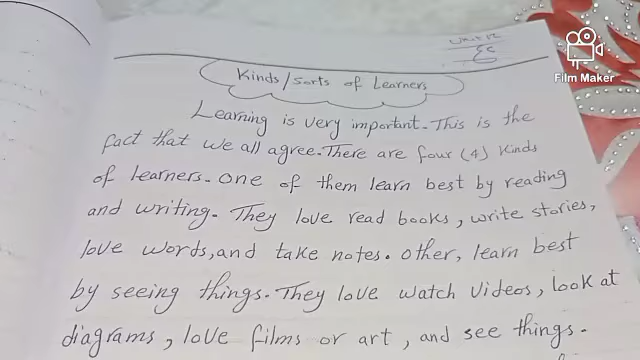 Unit 12
Film Maker
Kinds/Sorts of Learners
Learning is very important. This is the
fact that we all agree. There are four (4) kinds
of learners. One of them learn best by reading
and writing. They love read books, write stories,
love words, and take notes. other, learn best
by seeing things. They love watch videos, look at
diagrams, love films or art, and see things.